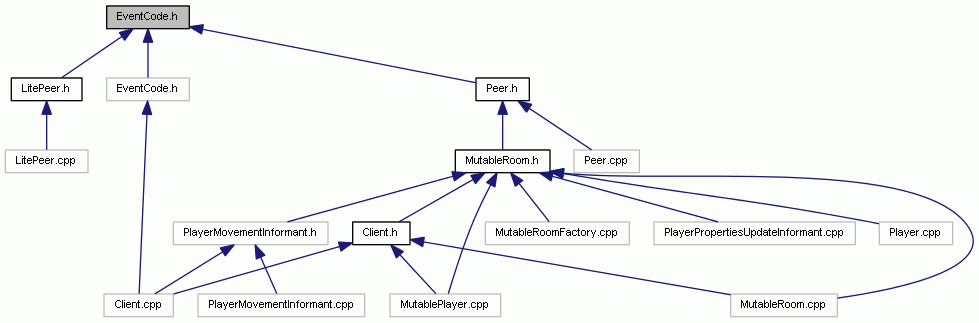 EventCode.h
LitePeer.h
EventCode.h
Peer.h
LitePeer.cpp
MutableRoom.h
Peer.cpp
PlayerMovementInformant.h
Client.h
MutableRoomFactory.cpp
PlayerPropertiesUpdateInformant.cpp
Player.cpp
Client.cpp
PlayerMovementInformant.cpp
MutablePlayer.cpp
MutableRoom.cpp